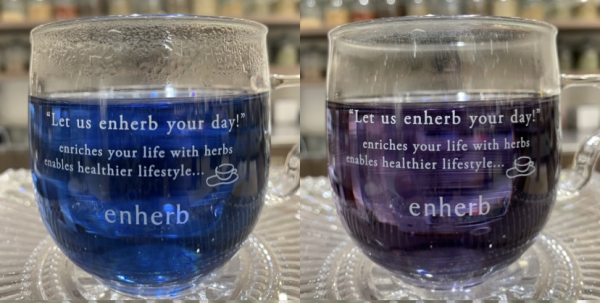 "Let us enherb your day!"
enriches your life with herbs
enables healthier lifestyle...
enherb
"Let us enherb your day!"
enriches your life with herbs
enables healthier lifestyle...
enherb